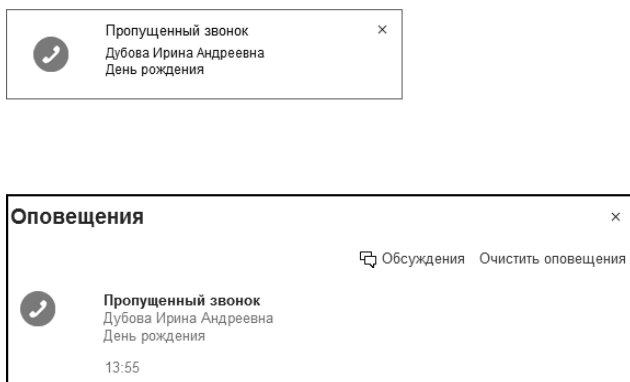 Пропущенный звонок
Дубова Ирина Андреевна
День рождения
Оповещения
Обсуждения Очистить оповещения
Пропущенный звонок
Дубова Ирина Андреевна
День рождения
13:55